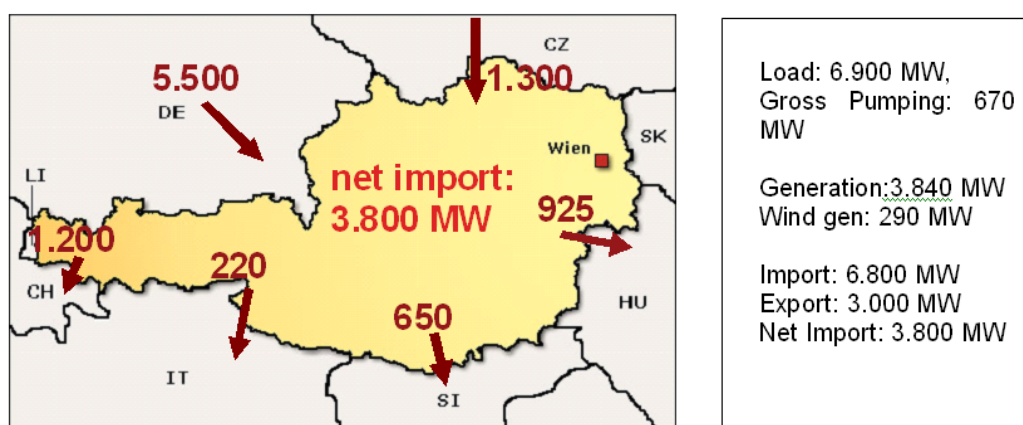 CZ
5.500
1.300
DE
Wien
SK
LI
net import:
3.800 MW
925
1.200
220
CH
HU
650
IT
SI
Load: 6.900 MW,
Gross Pumping: 670
MW
Generation:3.840 MW
Wind gen: 290 MW
Import: 6.800 MW
Export: 3.000 MW
Net Import: 3.800 MW